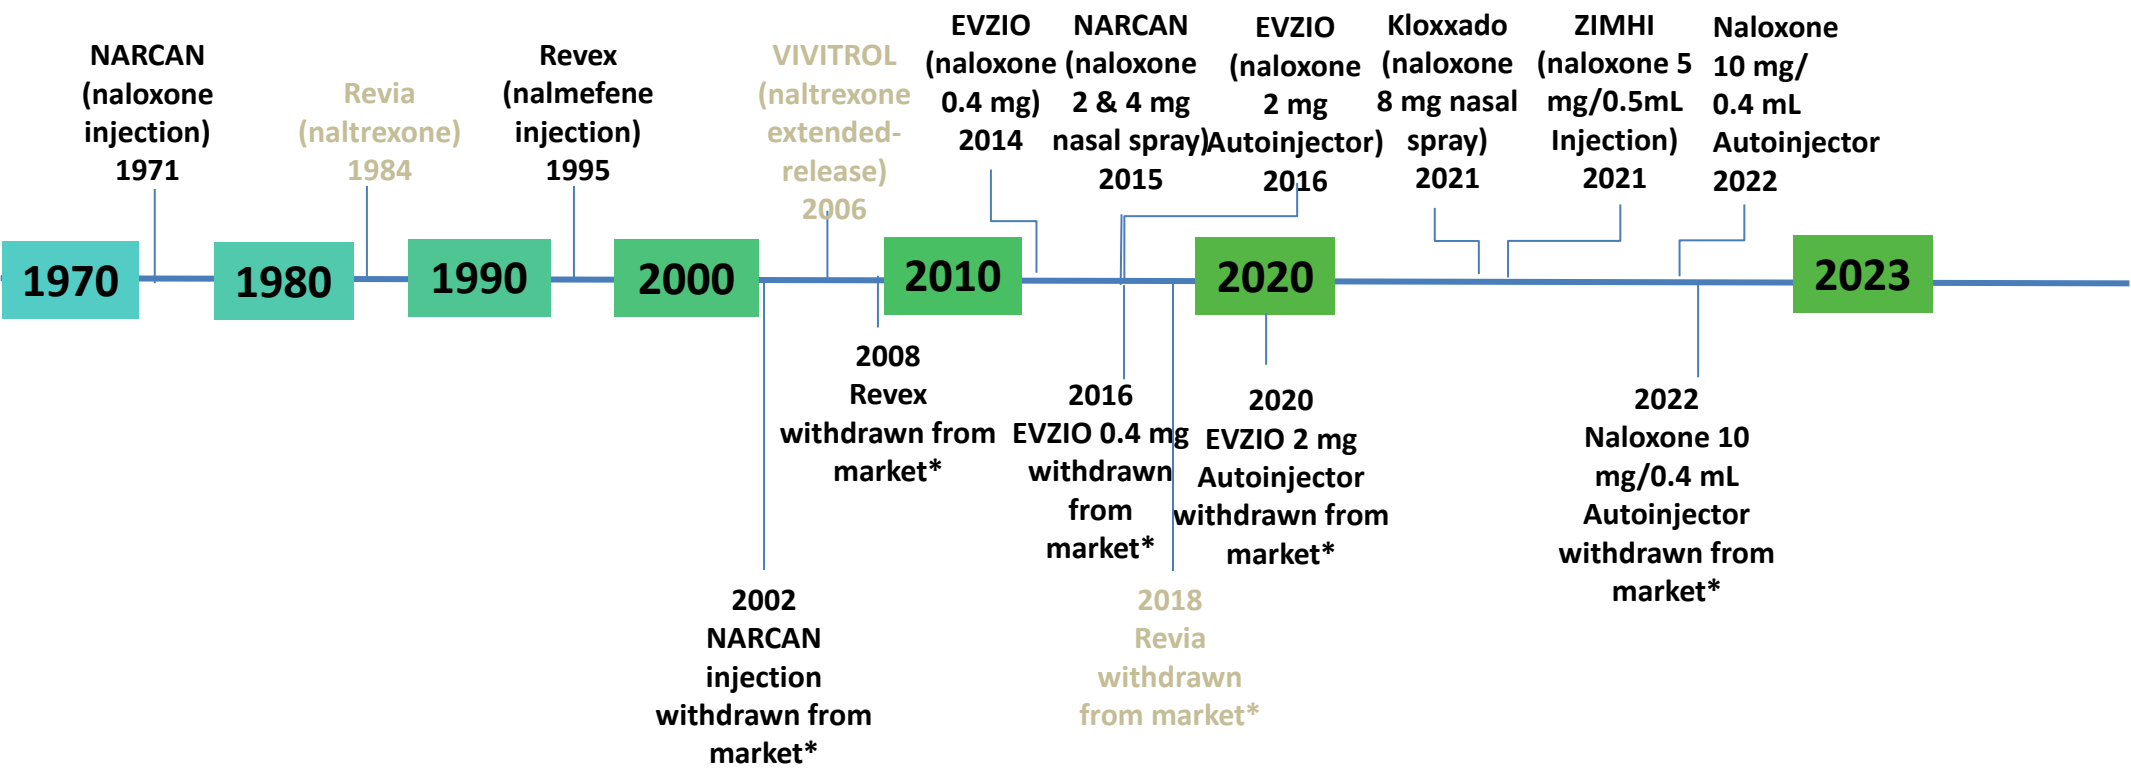 NARCAN
(naloxone
injection)
1971
Revia
(naltrexone)
1984
Revex
(nalmefene
injection)
1995
VIVITROL
(naltrexone
extended-
release)
2006
EVZIO
(naloxone
0.4 mg)
2014
NARCAN
(naloxone
2 & 4 mg
nasal spray)
2015
EVZIO
(naloxone
2 mg
Autoinjector)
2016
Kloxxado
(naloxone
8 mg nasal
spray)
2021
ZIMHI
(naloxone 5
mg/0.5mL
Injection)
2021
Naloxone
10 mg/
0.4 mL
Autoinjector
2022
1970
1980
1990
2000
2010
2020
2023
2002
NARCAN
injection
withdrawn from
market*
2008
Revex
withdrawn from
market*
2016
EVZIO 0.4 mg
withdrawn
from
market*
2018
Revia
withdrawn
from market*
2020
EVZIO 2 mg
Autoinjector
withdrawn from
market*
2022
Naloxone 10
mg/0.4 mL
Autoinjector
withdrawn from
market*